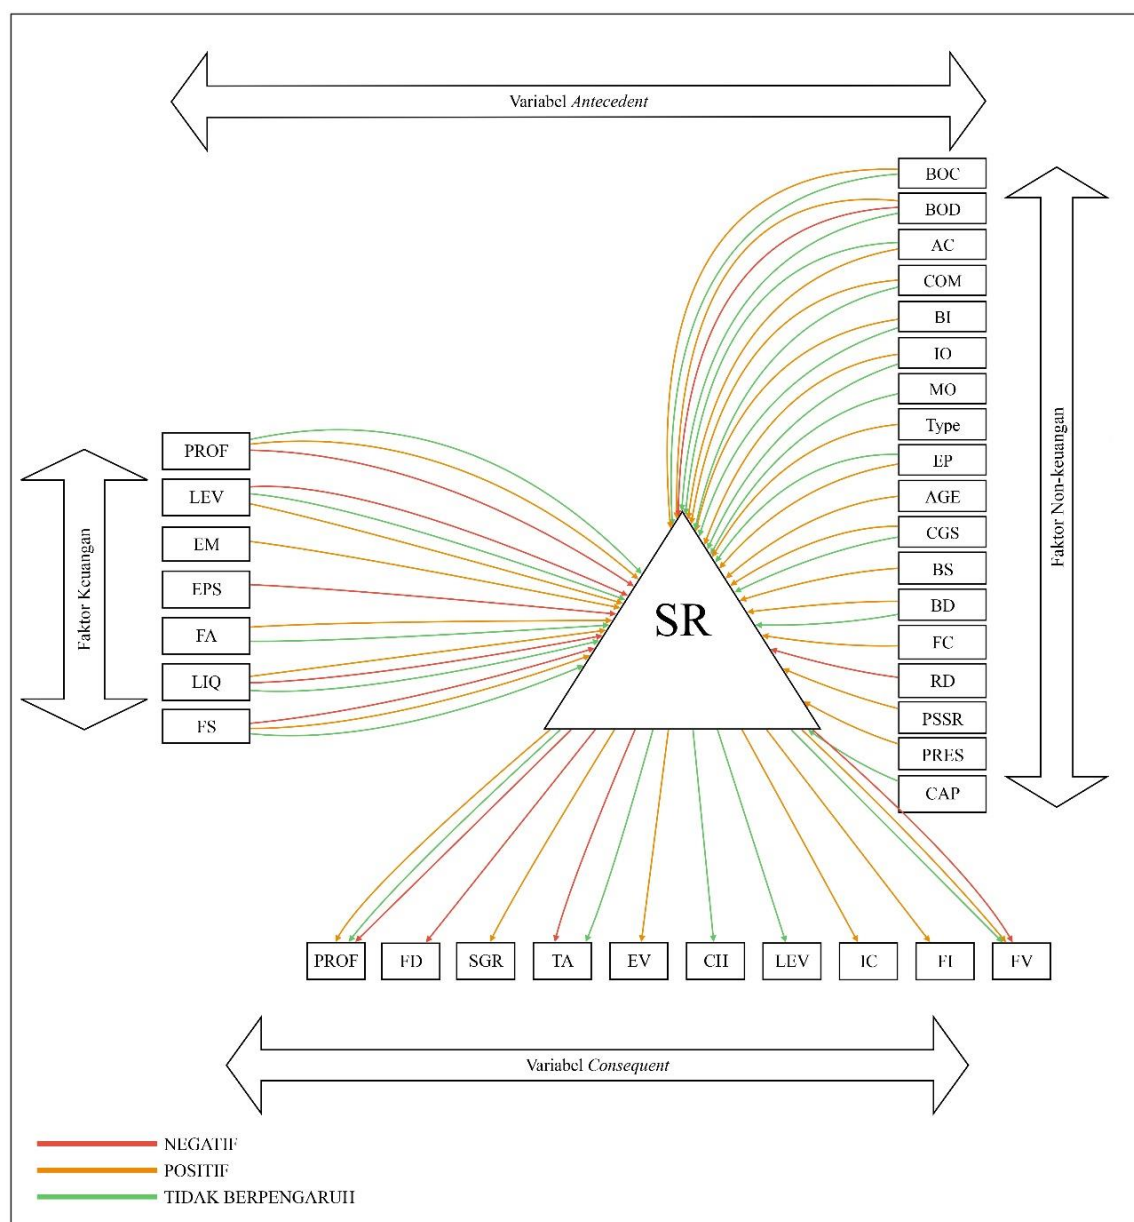 Variabel Antecedent
BOC
BOD
AC
COM
BI
IO
MO
Type
EP
AGE
CGS
BS
BD
FC
RD
PSSR
PRES
CAP
Faktor Non-keuangan
Faktor Keuangan
PROF
LEV
EM
EPS
FA
LIQ
FS
SR
PROF
FD
SGR
TA
EV
CH
LEV
IC
FI
FV
Variabel Consequent
NEGATIF
POSITIF
TIDAK BERPENGARUH